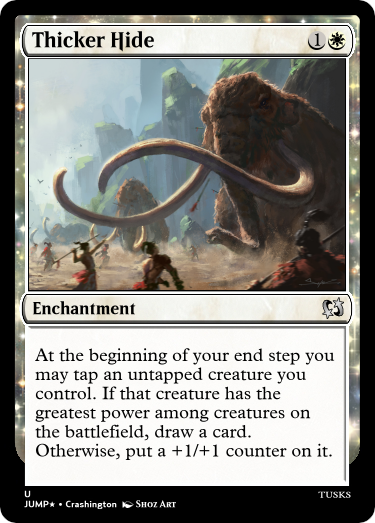 Thicker Hide 1
Enchantment
At the beginning of your end step you
may tap an untapped creature you
control. If that creature has the
greatest power among creatures on
the battlefield, draw a card.
Otherwise, put a +1/+1 counter on it.
U TUSKS
JUMP★ • Crashington Shoz Art